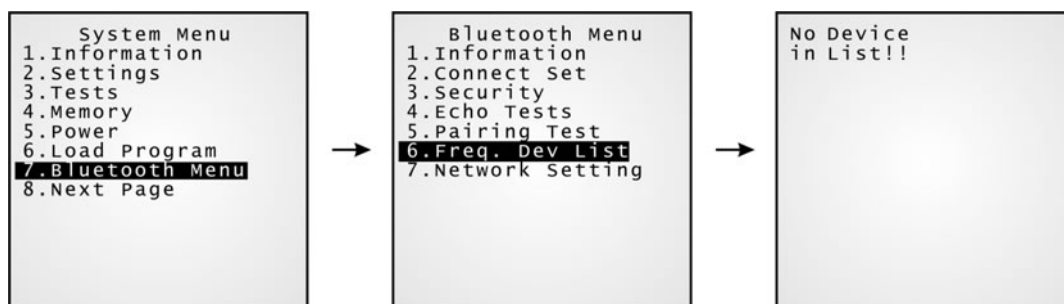 System Menu
1.Information
2.Settings
3.Tests
4.Memory
5.Power
6.Load Program
7.Bluetooth Menu
8.Next Page
Bluetooth Menu
1.Information
2.Connect Set
3.Security
4.Echo Tests
5.Pairing Test
6.Freq. Dev List
7.Network Setting
No Device
in List!!